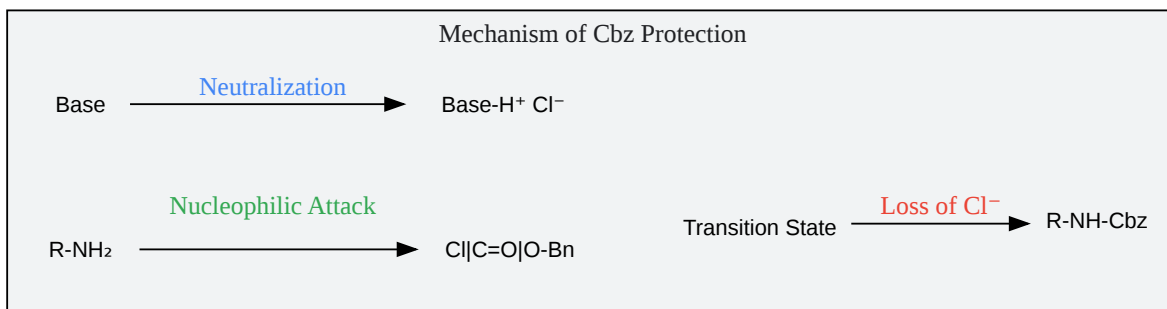 Mechanism of Cbz Protection
Neutralization
Base
Base-H⁺ Cl⁻
Nucleophilic Attack
R-NH₂
Cl|C=O|O-Bn
Loss of Cl⁻
Transition State
R-NH-Cbz